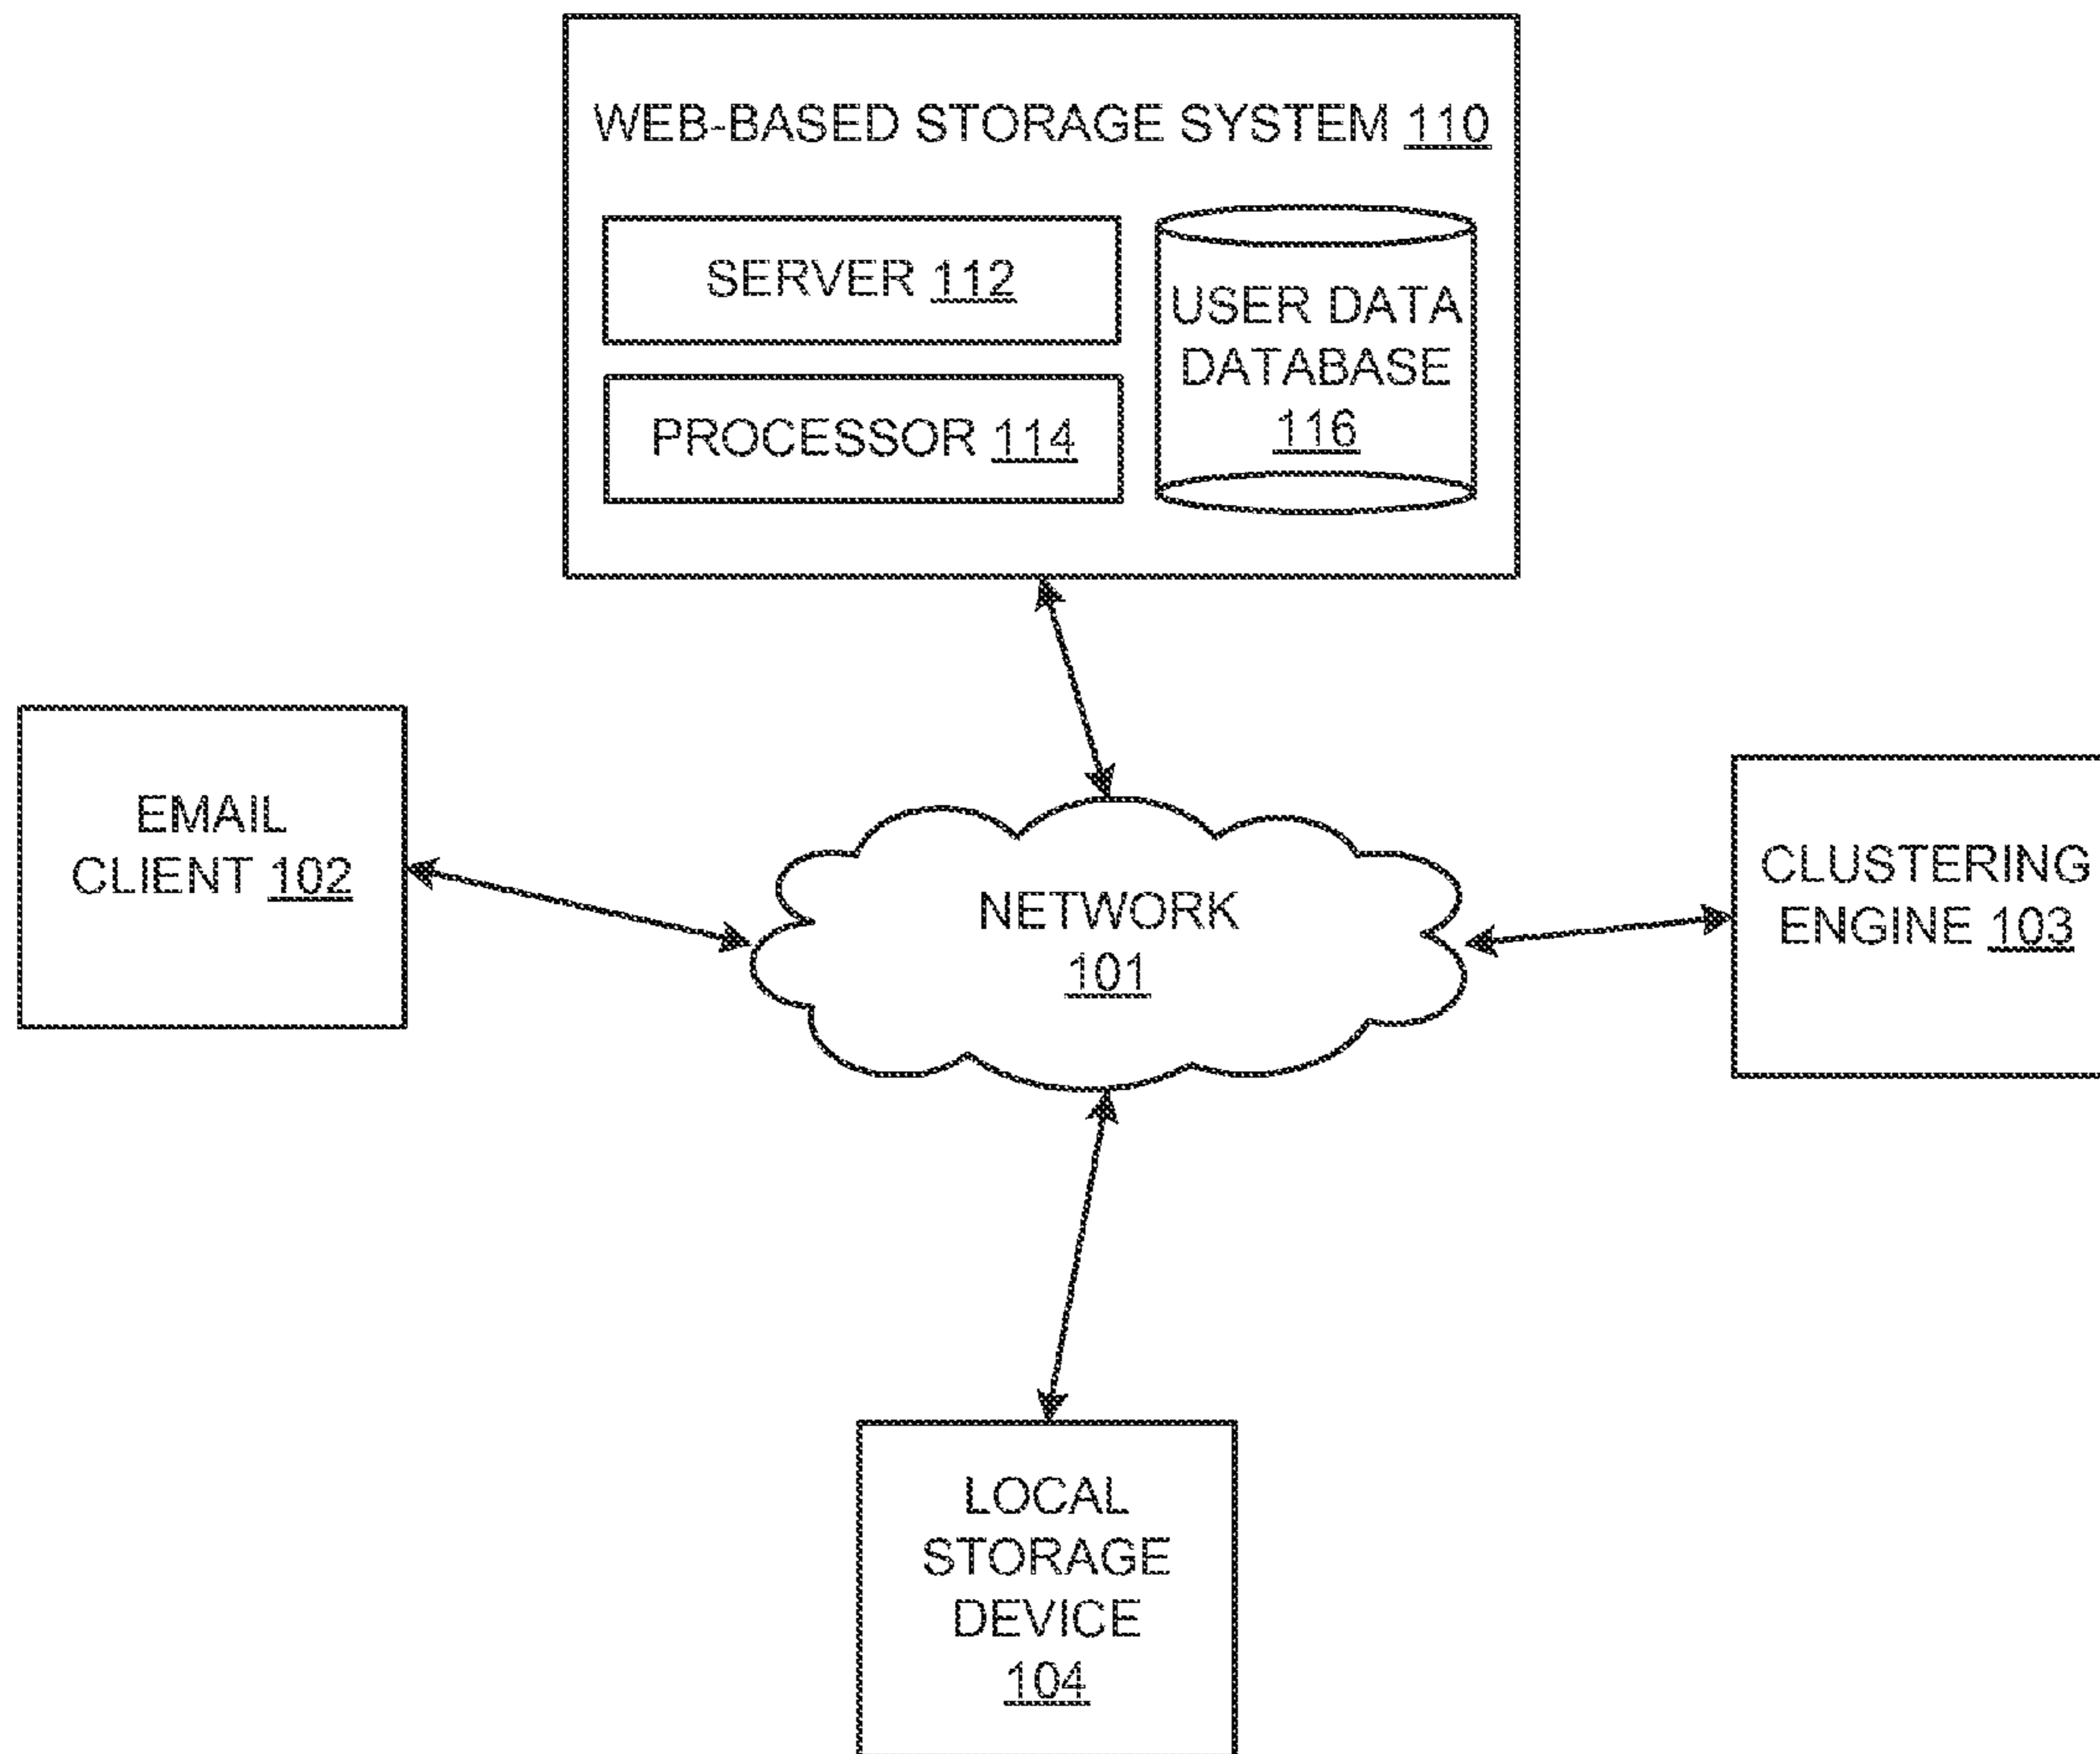 WEB-BASED STORAGE SYSTEM 110
SERVER 112
PROCESSOR 114
USER DATA
DATABASE
116
EMAIL
CLIENT 102
NETWORK
101
CLUSTERING
ENGINE 103
LOCAL
STORAGE
DEVICE
104